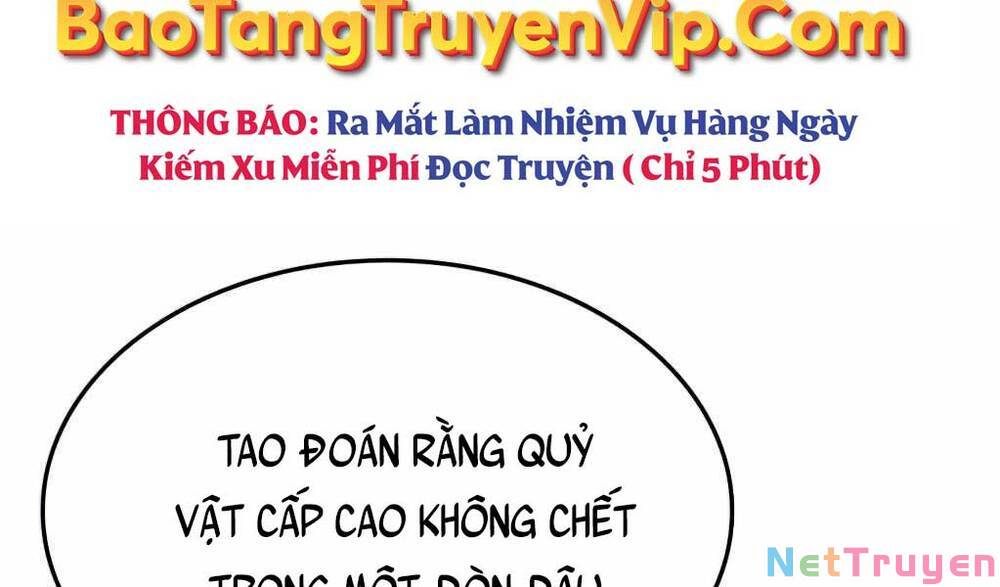 BaoTangTruyenVip.Com
THÔNG BÁO: Ra Mắt Làm Nhiệm Vụ Hàng Ngày
Kiếm Xu Miễn Phí Đọc Truyện ( Chỉ 5 Phút)
TAO ĐOÁN RẰNG QUỶ
VẬT CẤP CAO KHÔNG CHẾT
TRONG MỘT ĐÒN ĐÂU
NetTruyen